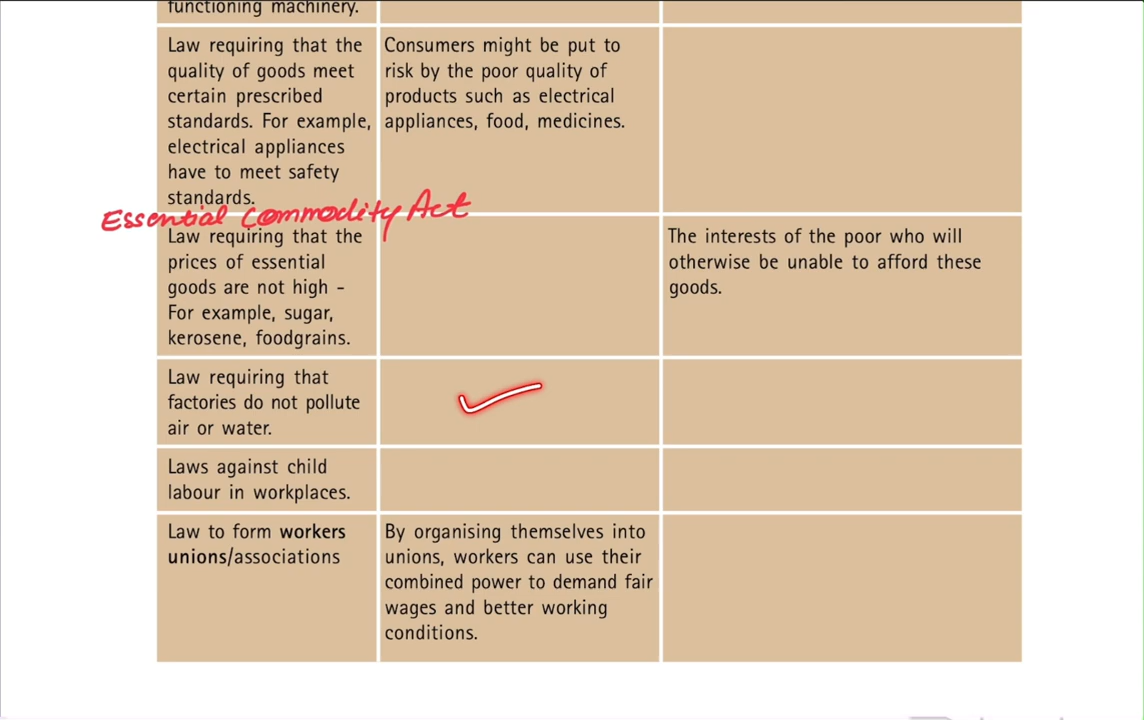 functioning machinery.
Law requiring that the
quality of goods meet
certain prescribed
standards. For example,
electrical appliances
have to meet safety
standards.
Consumers might be put to
risk by the poor quality of
products such as electrical
appliances, food, medicines.
Essential Commodity Act
Law requiring that the
prices of essential
goods are not high -
For example, sugar,
kerosene, foodgrains.
The interests of the poor who will
otherwise be unable to afford these
goods.
Law requiring that
factories do not pollute
air or water.
Laws against child
labour in workplaces.
Law to form workers
unions/associations
By organising themselves into
unions, workers can use their
combined power to demand fair
wages and better working
conditions.